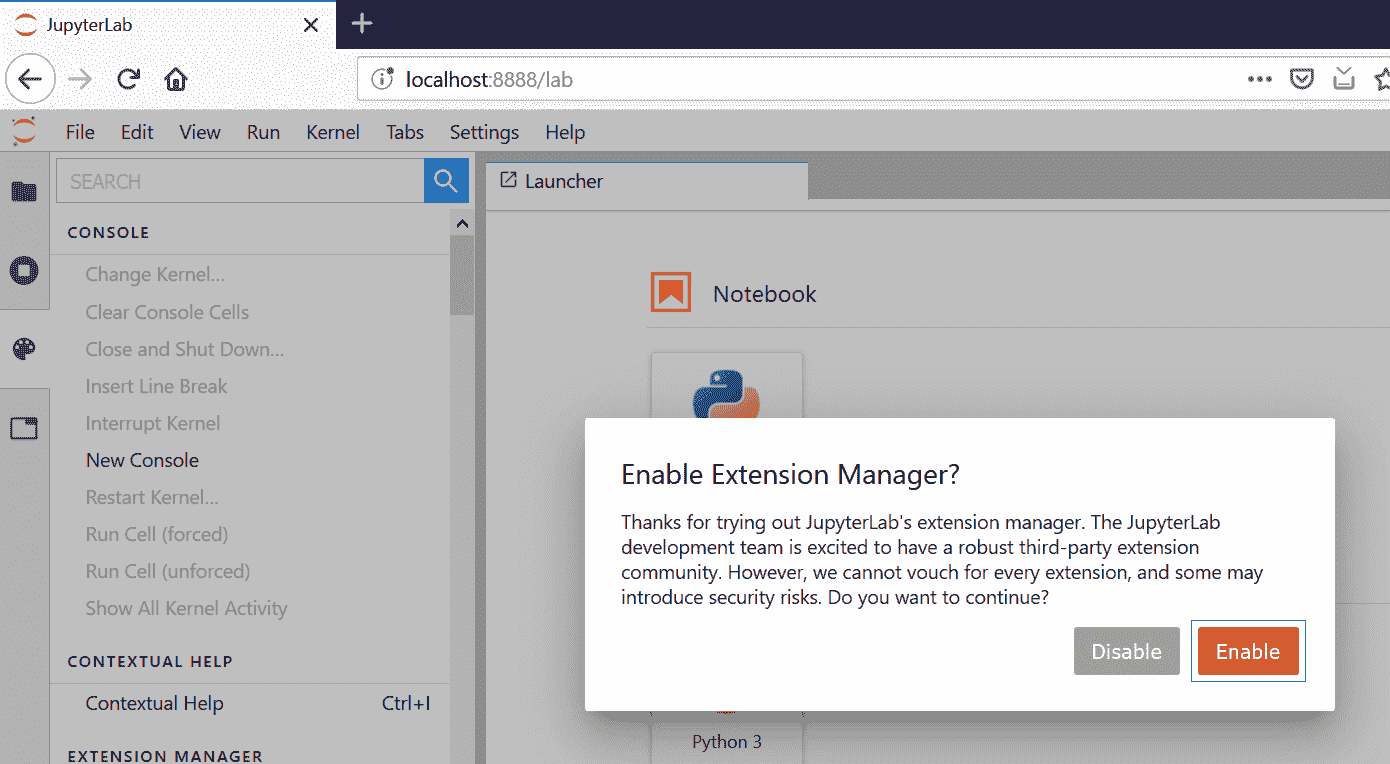 JupyterLab
localhost:8888/lab
File Edit View Run Kernel Tabs Settings Help
SEARCH
CONSOLE
Change Kernel...
Clear Console Cells
Close and Shut Down...
Insert Line Break
Interrupt Kernel
New Console
Restart Kernel...
Run Cell (forced)
Run Cell (unforced)
Show All Kernel Activity
CONTEXTUAL HELP
Contextual Help Ctrl+I
EXTENSION MANAGER
Launcher
Notebook
Enable Extension Manager?
Thanks for trying out JupyterLab's extension manager. The JupyterLab
development team is excited to have a robust third-party extension
community. However, we cannot vouch for every extension, and some may
introduce security risks. Do you want to continue?
Disable Enable
Python 3